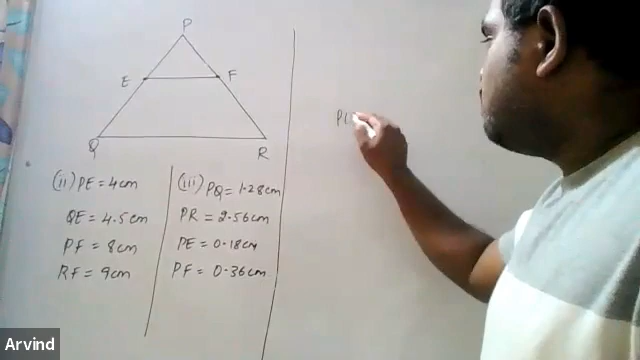 P
E F
Q R
(ii) PE = 4cm
QE = 4.5cm
PF = 8cm
RF = 9cm
(iii) PQ = 1.28cm
PR = 2.56cm
PE = 0.18cm
PF = 0.36cm
Arvind